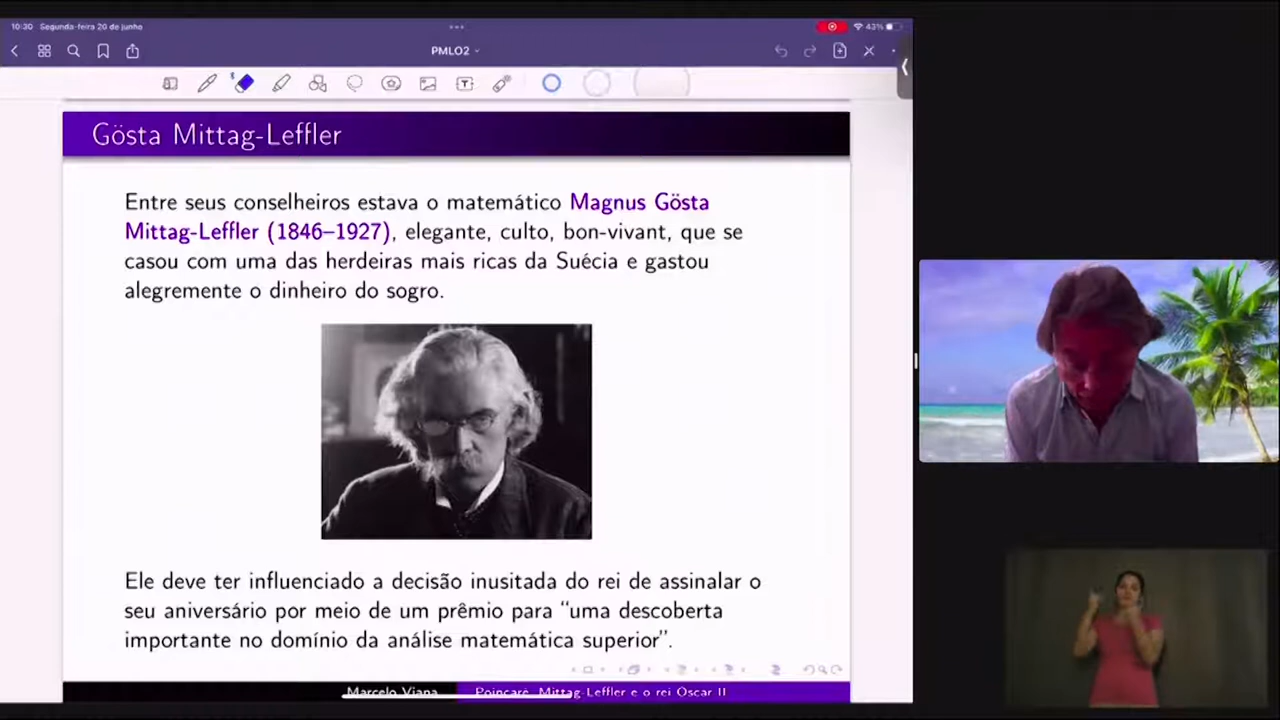 10:30 Segunda-feira 20 de junho
43%
PMLO2
Gösta Mittag-Leffler
Entre seus conselheiros estava o matemático Magnus Gösta
Mittag-Leffler (1846–1927), elegante, culto, bon-vivant, que se
casou com uma das herdeiras mais ricas da Suécia e gastou
alegremente o dinheiro do sogro.
Ele deve ter influenciado a decisão inusitada do rei de assinalar o
seu aniversário por meio de um prêmio para “uma descoberta
importante no domínio da análise matemática superior”.
Marcelo Viana
Poincaré, Mittag-Leffler e o rei Oscar II